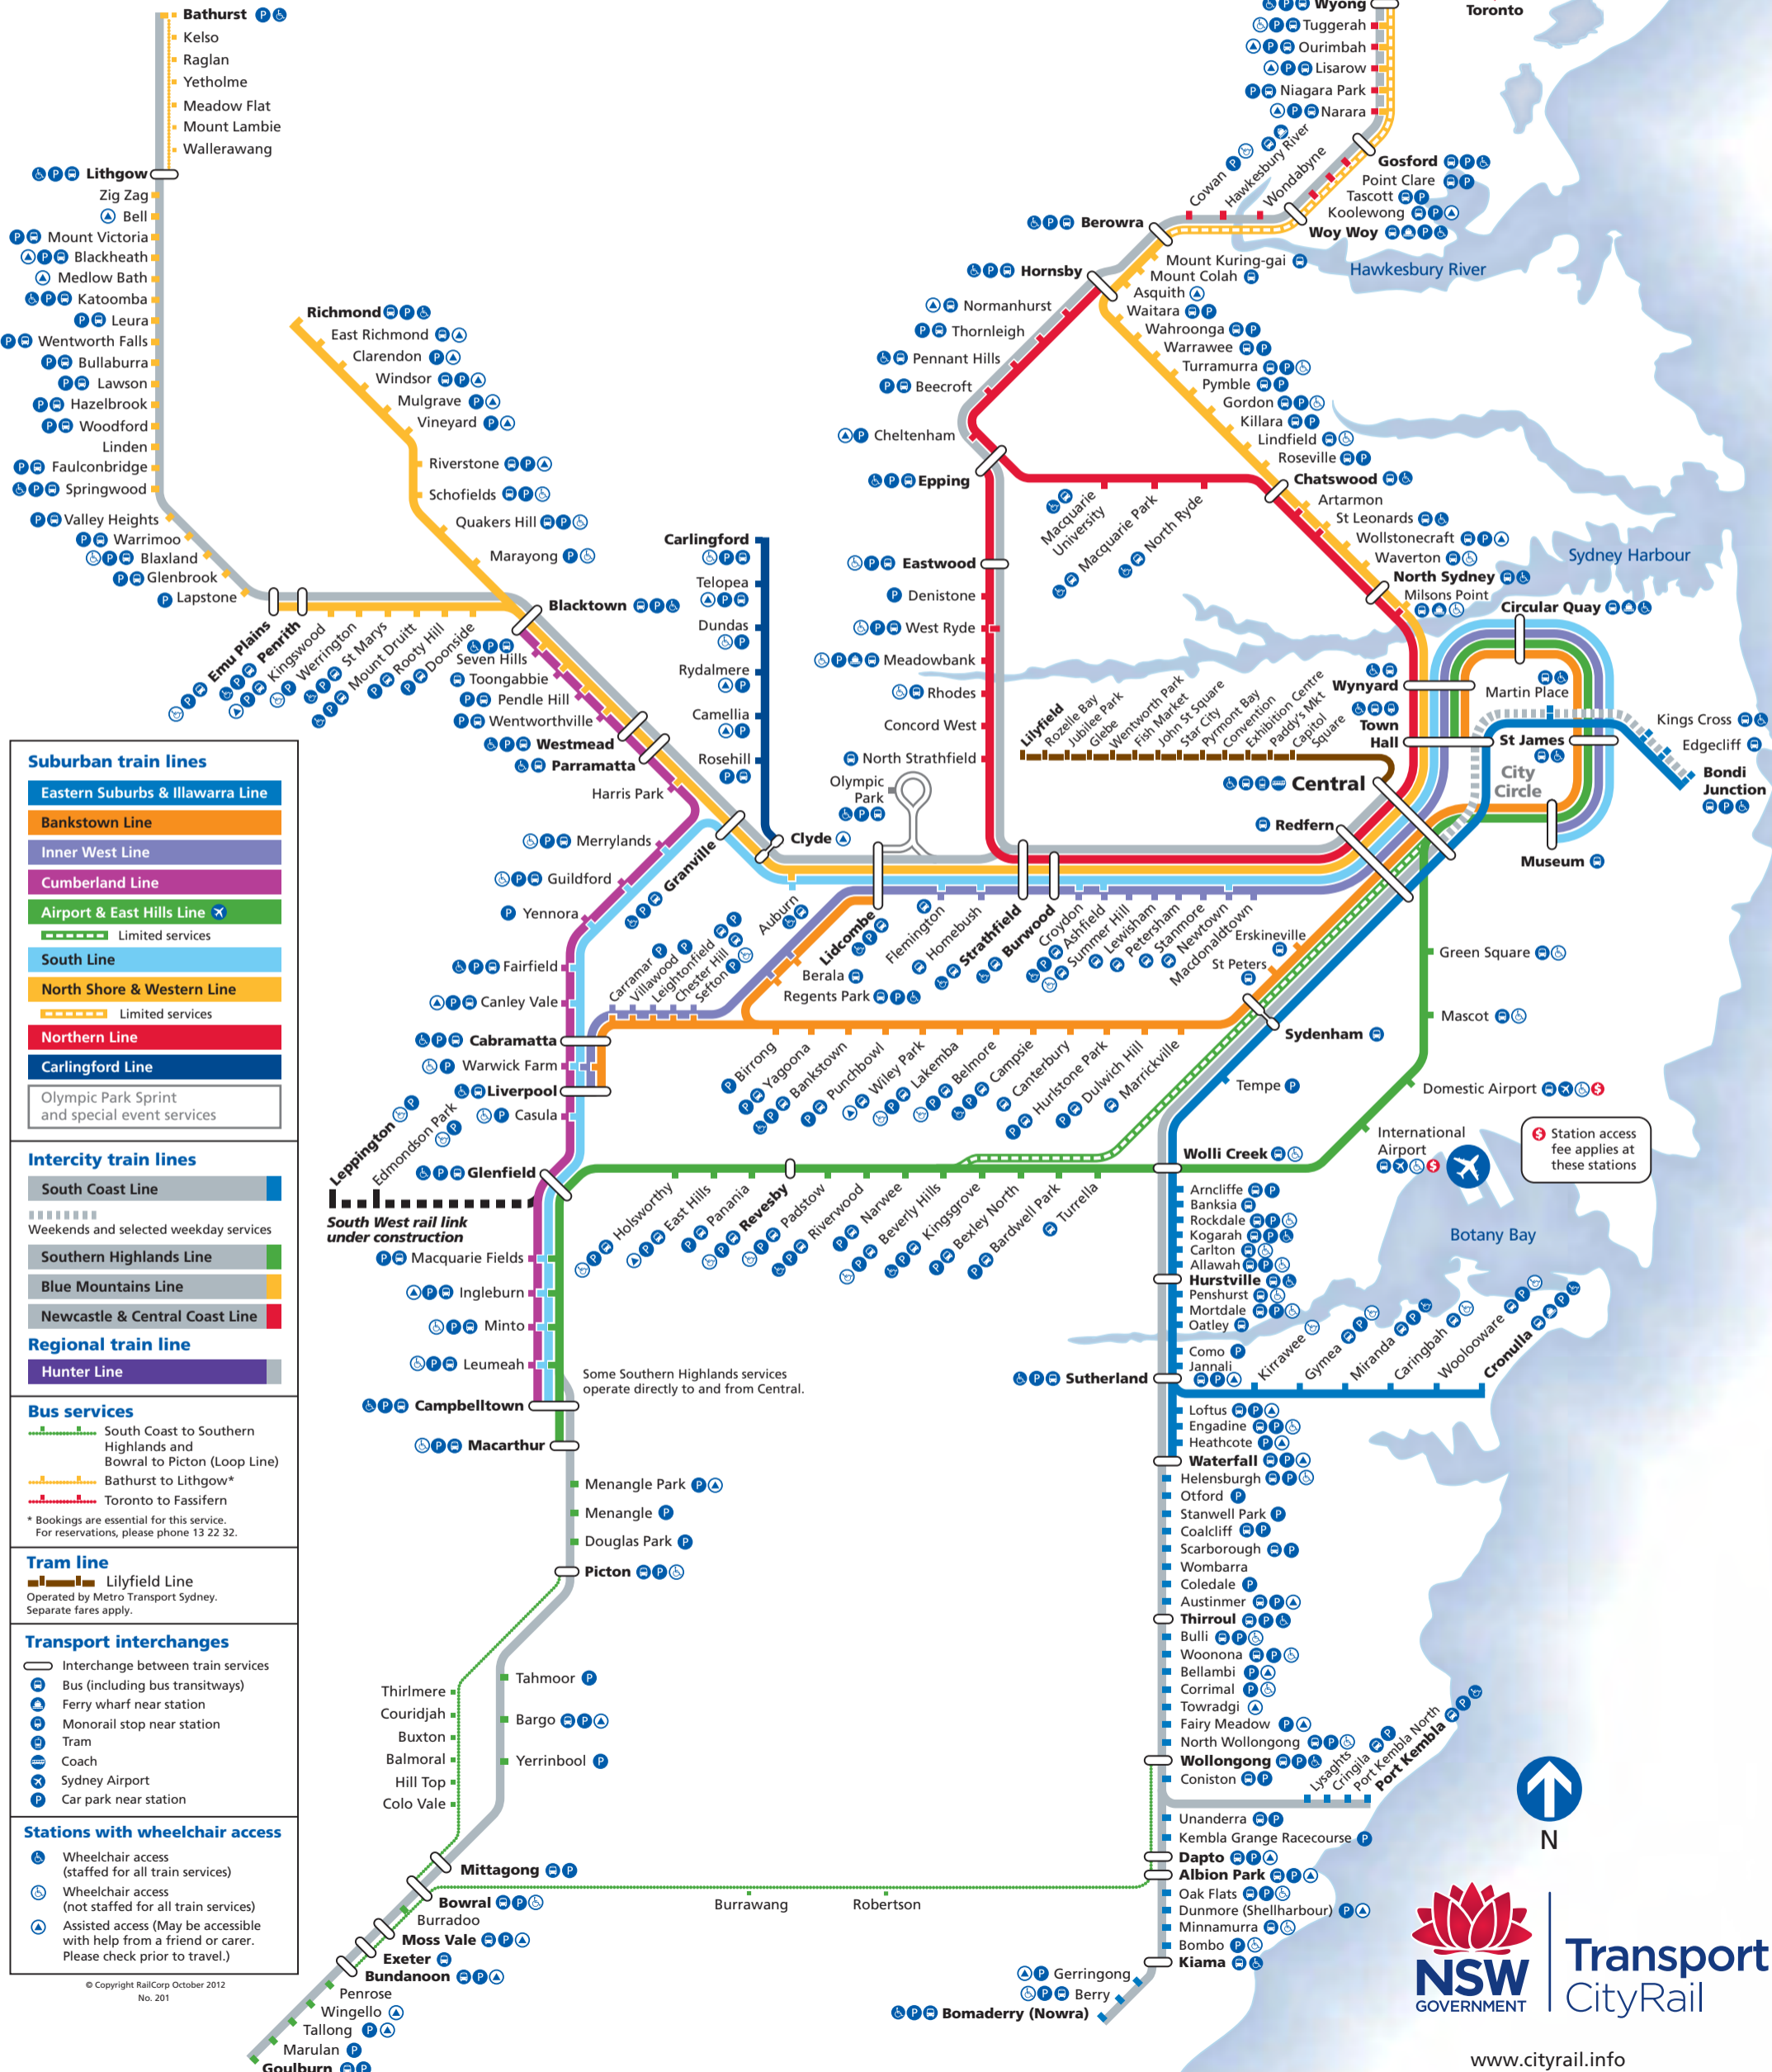 Bathurst
Kelso
Raglan
Yetholme
Meadow Flat
Mount Lambie
Wallerawang
Lithgow
Zig Zag
Bell
Mount Victoria
Blackheath
Medlow Bath
Katoomba
Leura
Wentworth Falls
Bullaburra
Lawson
Hazelbrook
Woodford
Linden
Faulconbridge
Springwood
Valley Heights
Warrimoo
Blaxland
Glenbrook
Lapstone
Emu Plains
Penrith
Kingswood
Werrington
St Marys
Mount Druitt
Rooty Hill
Doonside
Richmond
East Richmond
Clarendon
Windsor
Mulgrave
Vineyard
Riverstone
Schofields
Quakers Hill
Marayong
Blacktown
Seven Hills
Toongabbie
Pendle Hill
Wentworthville
Westmead
Parramatta
Harris Park
Merrylands
Guildford
Yennora
Fairfield
Canley Vale
Cabramatta
Warwick Farm
Liverpool
Casula
Glenfield
Leppington
Edmondson Park
South West rail link
under construction
Macquarie Fields
Ingleburn
Minto
Leumeah
Campbelltown
Macarthur
Some Southern Highlands services
operate directly to and from Central.
Menangle Park
Menangle
Douglas Park
Picton
Tahmoor
Bargo
Yerrinbool
Thirlmere
Couridjah
Buxton
Balmoral
Hill Top
Colo Vale
Mittagong
Bowral
Burradoo
Moss Vale
Exeter
Bundanoon
Penrose
Wingello
Tallong
Marulan
Goulburn
Burrawang
Robertson
Carlingford
Telopea
Dundas
Rydalmere
Camellia
Rosehill
Clyde
Granville
Auburn
Olympic
Park
Lidcombe
Flemington
Homebush
Strathfield
Burwood
Croydon
Ashfield
Summer Hill
Lewisham
Petersham
Stanmore
Newtown
Macdonaldtown
Carramar
Villawood
Leightonfield
Chester Hill
Sefton
Berala
Regents Park
Birrong
Yagoona
Bankstown
Punchbowl
Wiley Park
Lakemba
Belmore
Campsie
Canterbury
Hurlstone Park
Dulwich Hill
Marrickville
Erskineville
St Peters
Sydenham
Tempe
Holsworthy
East Hills
Panania
Revesby
Padstow
Riverwood
Narwee
Beverly Hills
Kingsgrove
Bexley North
Bardwell Park
Turrella
Wolli Creek
Wyong
Toronto
Tuggerah
Ourimbah
Lisarow
Niagara Park
Narara
Gosford
Point Clare
Tascott
Koolewong
Woy Woy
Wondabyne
Hawkesbury River
Cowan
Hawkesbury River
Berowra
Mount Kuring-gai
Mount Colah
Asquith
Hornsby
Waitara
Wahroonga
Warrawee
Turramurra
Pymble
Gordon
Killara
Lindfield
Roseville
Chatswood
Artarmon
St Leonards
Wollstonecraft
Waverton
North Sydney
Milsons Point
Sydney Harbour
Normanhurst
Thornleigh
Pennant Hills
Beecroft
Cheltenham
Epping
Macquarie
University
Macquarie Park
North Ryde
Eastwood
Denistone
West Ryde
Meadowbank
Rhodes
Concord West
North Strathfield
Lilyfield
Rozelle Bay
Jubilee Park
Glebe
Wentworth Park
Fish Market
John St Square
Star City
Pyrmont Bay
Convention
Exhibition Centre
Paddy's Mkt
Capitol
Square
Central
Redfern
Wynyard
Town
Hall
Circular Quay
Martin Place
St James
City
Circle
Museum
Kings Cross
Edgecliff
Bondi
Junction
Green Square
Mascot
Domestic Airport
International
Airport
$ Station access
fee applies at
these stations
Botany Bay
Arncliffe
Banksia
Rockdale
Kogarah
Carlton
Allawah
Hurstville
Penshurst
Mortdale
Oatley
Como
Jannali
Sutherland
Kirrawee
Gymea
Miranda
Caringbah
Woolooware
Cronulla
Loftus
Engadine
Heathcote
Waterfall
Helensburgh
Otford
Stanwell Park
Coalcliff
Scarborough
Wombarra
Coledale
Austinmer
Thirroul
Bulli
Woonona
Bellambi
Corrimal
Towradgi
Fairy Meadow
North Wollongong
Wollongong
Coniston
Lysaghts
Cringila
Port Kembla North
Port Kembla
Unanderra
Kembla Grange Racecourse
Dapto
Albion Park
Oak Flats
Dunmore (Shellharbour)
Minnamurra
Bombo
Kiama
Gerringong
Berry
Bomaderry (Nowra)
Suburban train lines
Eastern Suburbs & Illawarra Line
Bankstown Line
Inner West Line
Cumberland Line
Airport & East Hills Line
Limited services
South Line
North Shore & Western Line
Limited services
Northern Line
Carlingford Line
Olympic Park Sprint
and special event services
Intercity train lines
South Coast Line
Weekends and selected weekday services
Southern Highlands Line
Blue Mountains Line
Newcastle & Central Coast Line
Regional train line
Hunter Line
Bus services
South Coast to Southern
Highlands and
Bowral to Picton (Loop Line)
Bathurst to Lithgow*
Toronto to Fassifern
* Bookings are essential for this service.
For reservations, please phone 13 22 32.
Tram line
Lilyfield Line
Operated by Metro Transport Sydney.
Separate fares apply.
Transport interchanges
Interchange between train services
Bus (including bus transitways)
Ferry wharf near station
Monorail stop near station
Tram
Coach
Sydney Airport
P Car park near station
Stations with wheelchair access
Wheelchair access
(staffed for all train services)
Wheelchair access
(not staffed for all train services)
Assisted access (May be accessible
with help from a friend or carer.
Please check prior to travel.)
© Copyright RailCorp October 2012
No. 201
N
NSW
GOVERNMENT
Transport
CityRail
www.cityrail.info